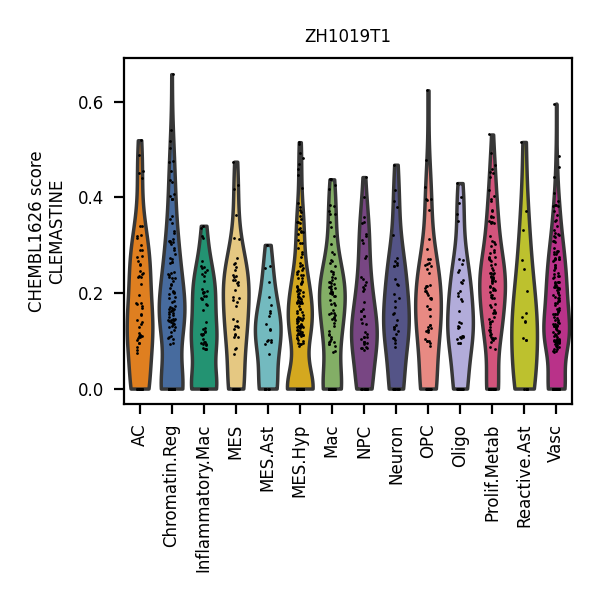 ZH1019T1
CHEMBL1626 score
CLEMASTINE
0.6
0.4
0.2
0.0
AC
Chromatin.Reg
Inflammatory.Mac
MES
MES.Ast
MES.Hyp
Mac
NPC
Neuron
OPC
Oligo
Prolif.Metab
Reactive.Ast
Vasc